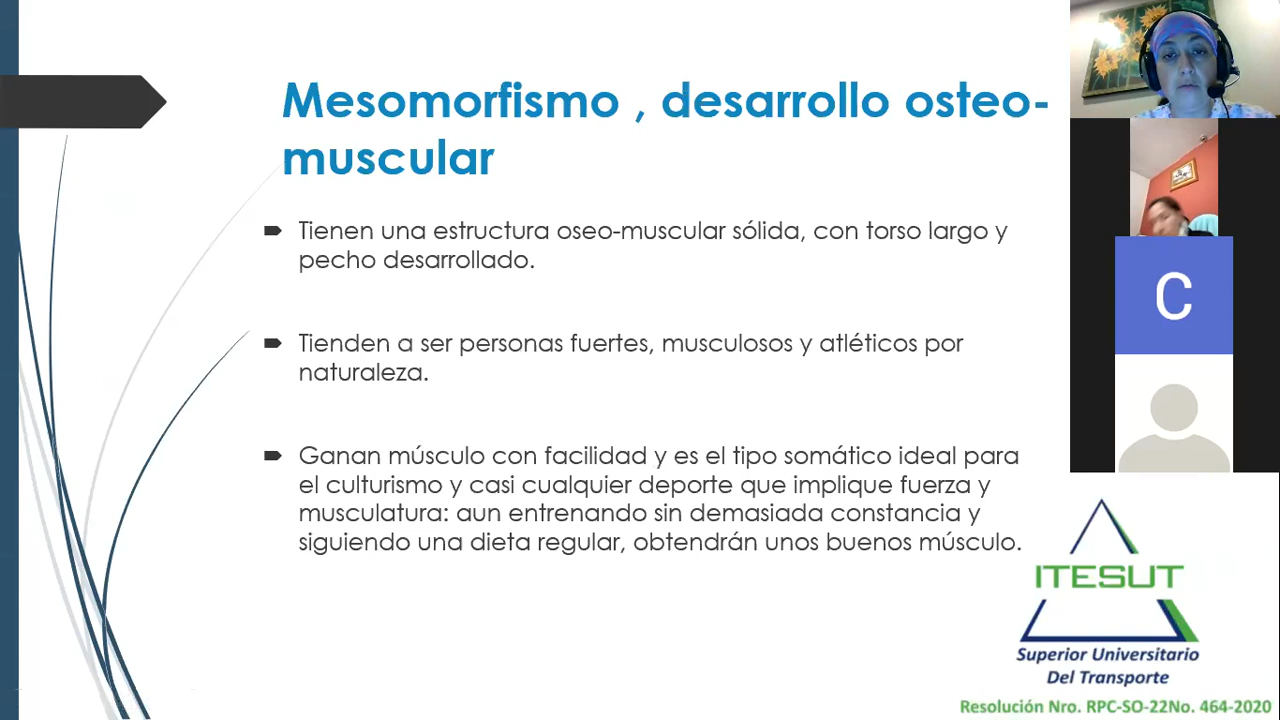 Mesomorfismo , desarrollo osteo-
muscular
Tienen una estructura oseo-muscular sólida, con torso largo y
pecho desarrollado.
Tienden a ser personas fuertes, musculosos y atléticos por
naturaleza.
Ganan músculo con facilidad y es el tipo somático ideal para
el culturismo y casi cualquier deporte que implique fuerza y
musculatura: aun entrenando sin demasiada constancia y
siguiendo una dieta regular, obtendrán unos buenos músculo.
C
ITESUT
Superior Universitario
Del Transporte
Resolución Nro. RPC-SO-22No. 464-2020